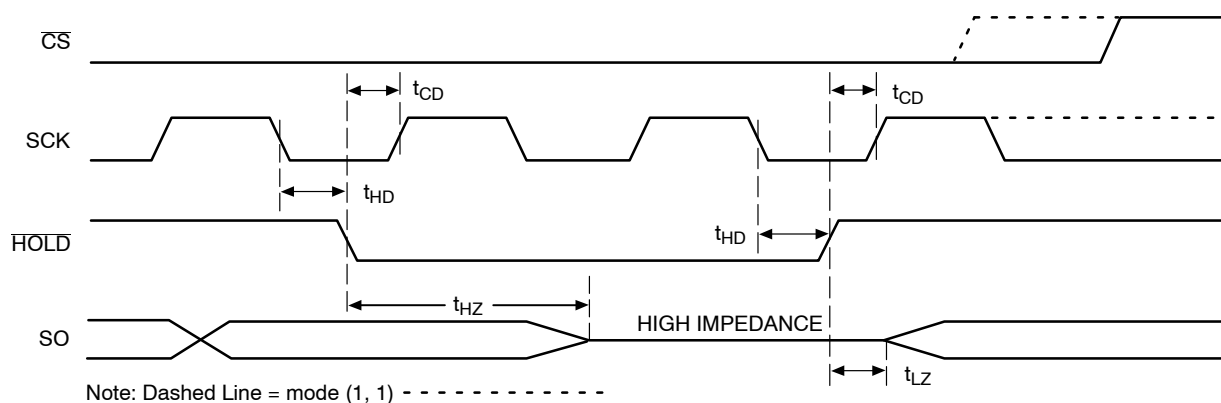 CS
tCD
tCD
SCK
tHD
HOLD
tHD
tHZ
HIGH IMPEDANCE
SO
tLZ
Note: Dashed Line = mode (1, 1)